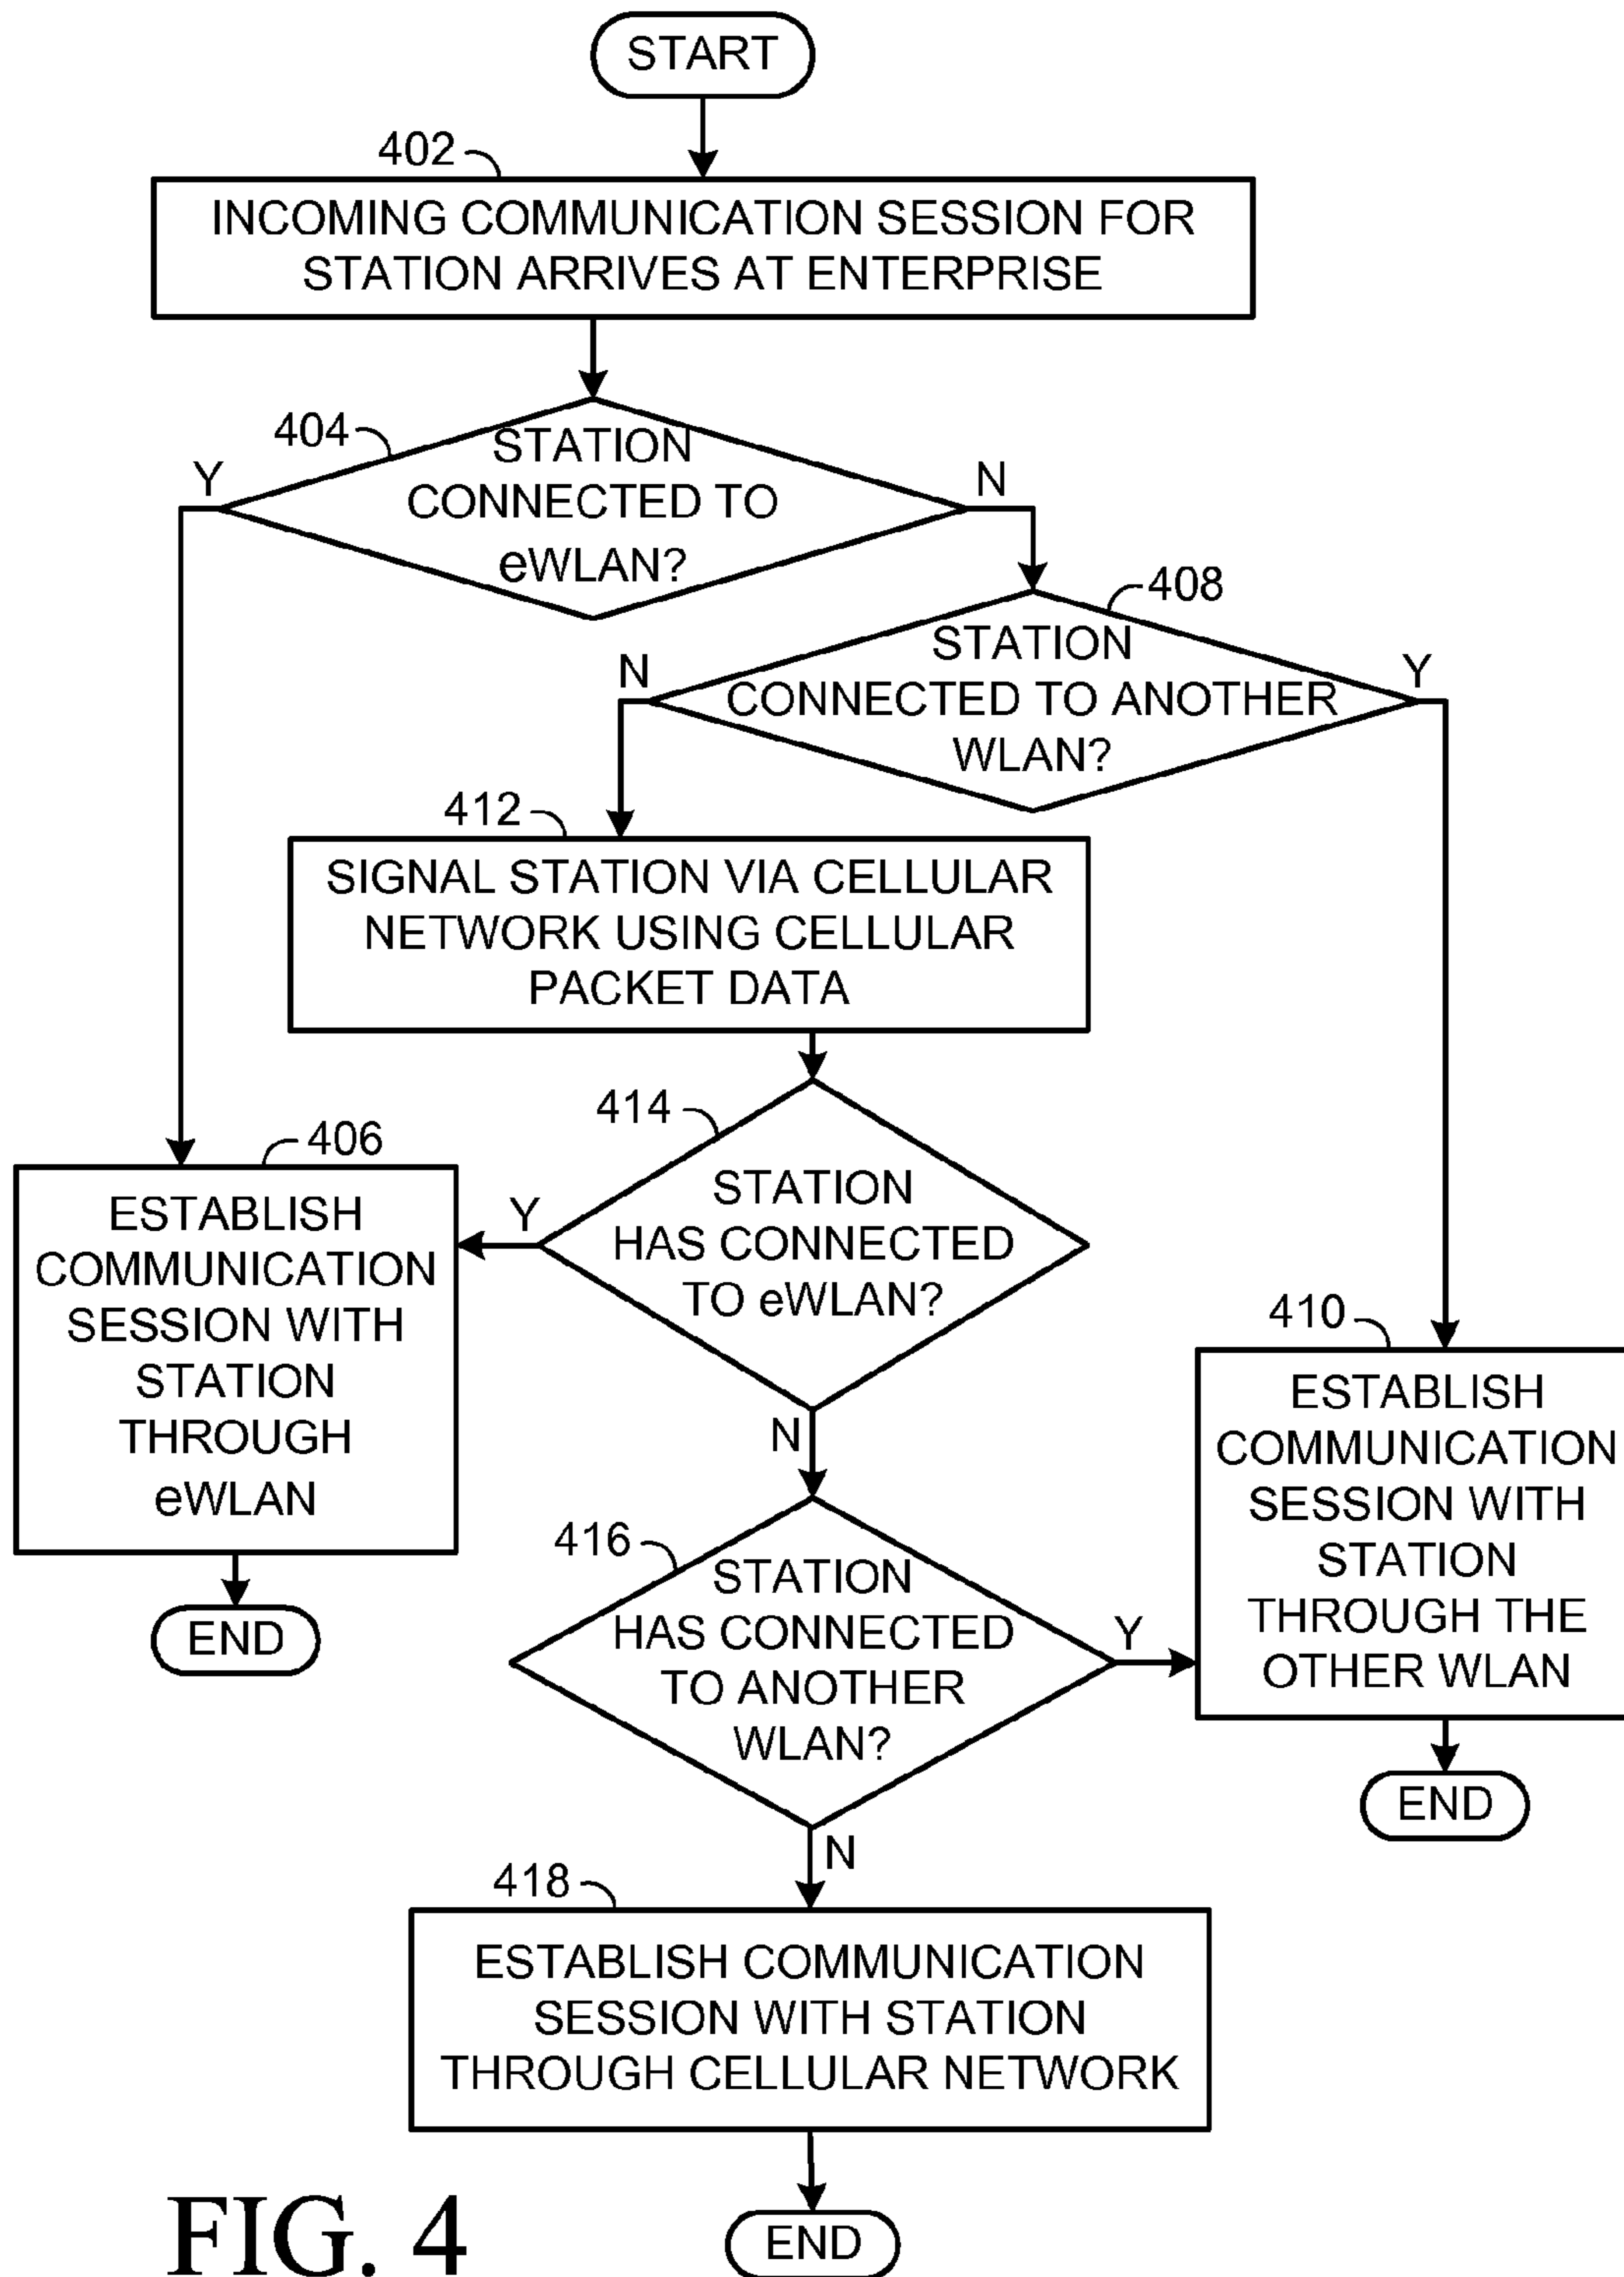 START
402
INCOMING COMMUNICATION SESSION FOR
STATION ARRIVES AT ENTERPRISE
404
Y
STATION
CONNECTED TO
eWLAN?
N
408
N
STATION
CONNECTED TO ANOTHER
WLAN?
Y
412
SIGNAL STATION VIA CELLULAR
NETWORK USING CELLULAR
PACKET DATA
414
STATION
HAS CONNECTED
TO eWLAN?
Y
N
406
ESTABLISH
COMMUNICATION
SESSION WITH
STATION
THROUGH
eWLAN
END
410
ESTABLISH
COMMUNICATION
SESSION WITH
STATION
THROUGH THE
OTHER WLAN
END
416
STATION
HAS CONNECTED
TO ANOTHER
WLAN?
Y
N
418
ESTABLISH COMMUNICATION
SESSION WITH STATION
THROUGH CELLULAR NETWORK
END
FIG. 4